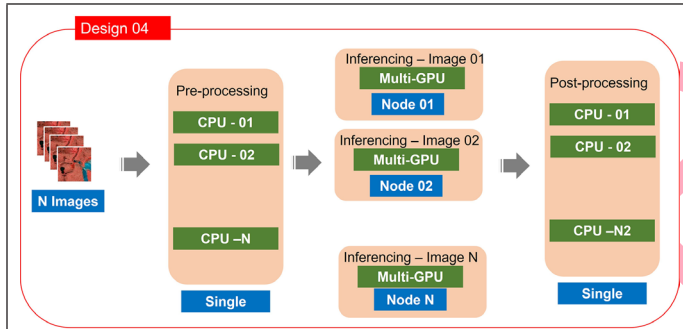 Design 04
N Images
Pre-processing
CPU - 01
CPU - 02
CPU –N
Single
Inferencing – Image 01
Multi-GPU
Node 01
Inferencing – Image 02
Multi-GPU
Node 02
Inferencing – Image N
Multi-GPU
Node N
Post-processing
CPU - 01
CPU - 02
CPU –N2
Single